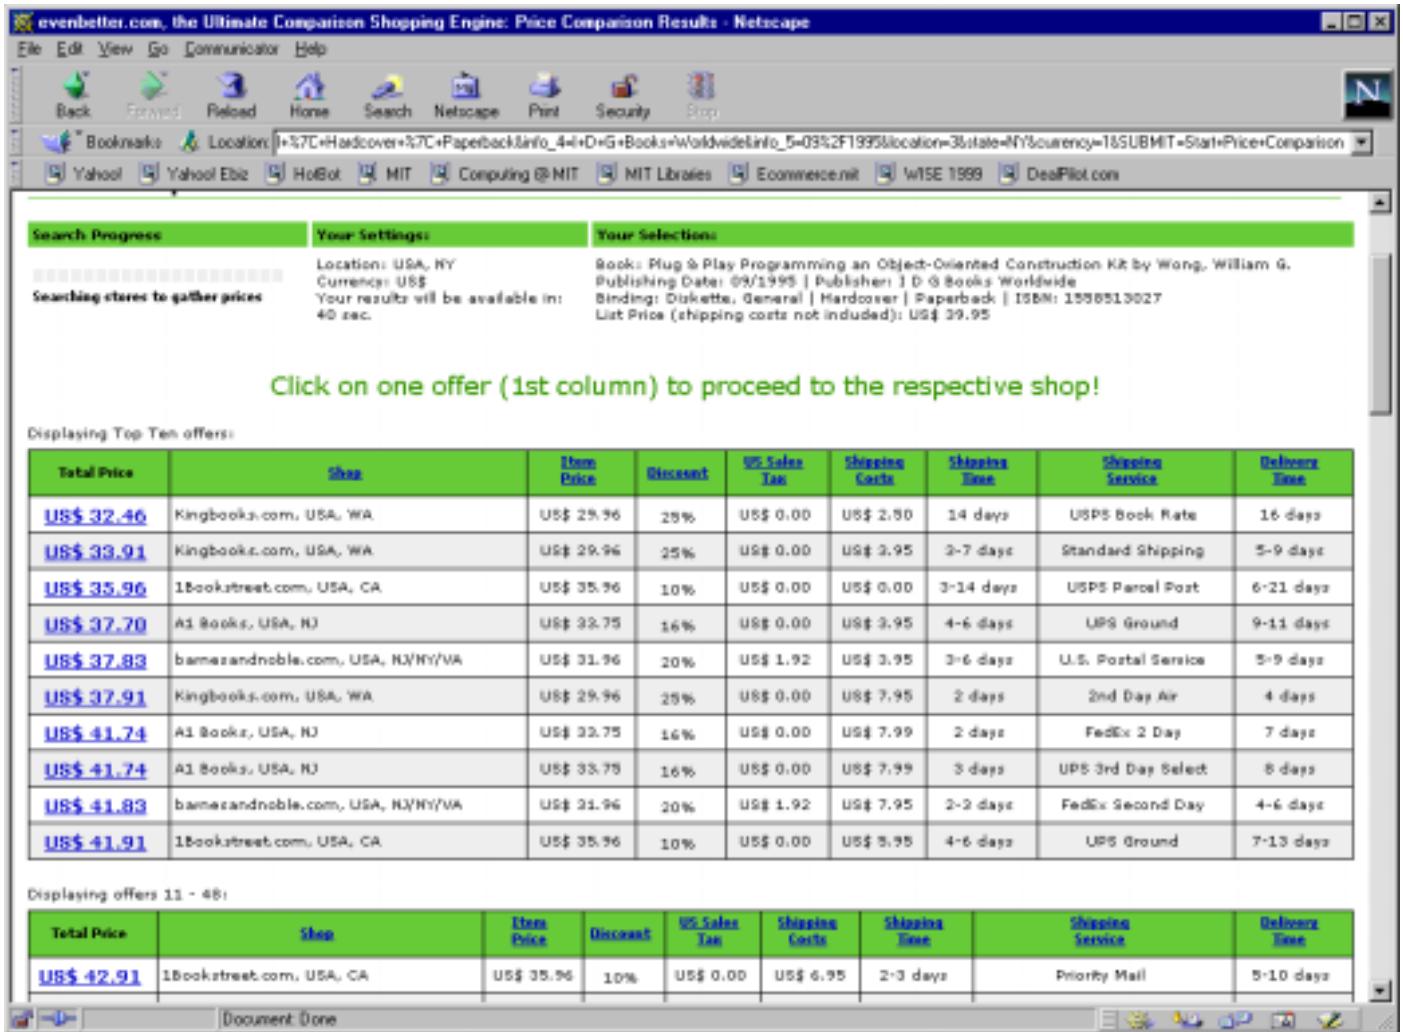 evenbetter.com, the Ultimate Comparison Shopping Engine: Price Comparison Results - Netscape
File Edit View Go Communicator Help
Back Forward Reload Home Search Netscape Print Security Stop
N
Bookmarks Location: l+%7C+Hardcover+%7C+Paperback&info_4=I+D+G+Books+Worldwide&info_5=09%2F1995&location=3&state=NY&currency=1&SUBMIT=Start+Price+Comparison
Yahoo! Yahoo! Ebiz HotBot MIT Computing @ MIT MIT Libraries Ecommerce.mit WISE 1999 DealPilot.com
Search Progress Your Settings: Your Selection:
Location: USA, NY Book: Plug & Play Programming an Object-Oriented Construction Kit by Wong, William G.
Currency: US$ Publishing Date: 09/1995 | Publisher: I D G Books Worldwide
Searching stores to gather prices Your results will be available in: Binding: Diskette, General | Hardcover | Paperback | ISBN: 1558513027
40 sec. List Price (shipping costs not included): US$ 39.95
Click on one offer (1st column) to proceed to the respective shop!
Displaying Top Ten offers:
Total Price Shop Item Price Discount US Sales Tax Shipping Costs Shipping Time Shipping Service Delivery Time
US$ 32.46 Kingbooks.com, USA, WA US$ 29.96 25% US$ 0.00 US$ 2.50 14 days USPS Book Rate 16 days
US$ 33.91 Kingbooks.com, USA, WA US$ 29.96 25% US$ 0.00 US$ 3.95 3-7 days Standard Shipping 5-9 days
US$ 35.96 1Bookstreet.com, USA, CA US$ 35.96 10% US$ 0.00 US$ 0.00 3-14 days USPS Parcel Post 6-21 days
US$ 37.70 A1 Books, USA, NJ US$ 33.75 16% US$ 0.00 US$ 3.95 4-6 days UPS Ground 9-11 days
US$ 37.83 barnesandnoble.com, USA, NJ/NY/VA US$ 31.96 20% US$ 1.92 US$ 3.95 3-6 days U.S. Postal Service 5-9 days
US$ 37.91 Kingbooks.com, USA, WA US$ 29.96 25% US$ 0.00 US$ 7.95 2 days 2nd Day Air 4 days
US$ 41.74 A1 Books, USA, NJ US$ 33.75 16% US$ 0.00 US$ 7.99 2 days FedEx 2 Day 7 days
US$ 41.74 A1 Books, USA, NJ US$ 33.75 16% US$ 0.00 US$ 7.99 3 days UPS 3rd Day Select 8 days
US$ 41.83 barnesandnoble.com, USA, NJ/NY/VA US$ 31.96 20% US$ 1.92 US$ 7.95 2-3 days FedEx Second Day 4-6 days
US$ 41.91 1Bookstreet.com, USA, CA US$ 35.96 10% US$ 0.00 US$ 5.95 4-6 days UPS Ground 7-13 days
Displaying offers 11 - 48:
Total Price Shop Item Price Discount US Sales Tax Shipping Costs Shipping Time Shipping Service Delivery Time
US$ 42.91 1Bookstreet.com, USA, CA US$ 35.96 10% US$ 0.00 US$ 6.95 2-3 days Priority Mail 5-10 days
Document: Done